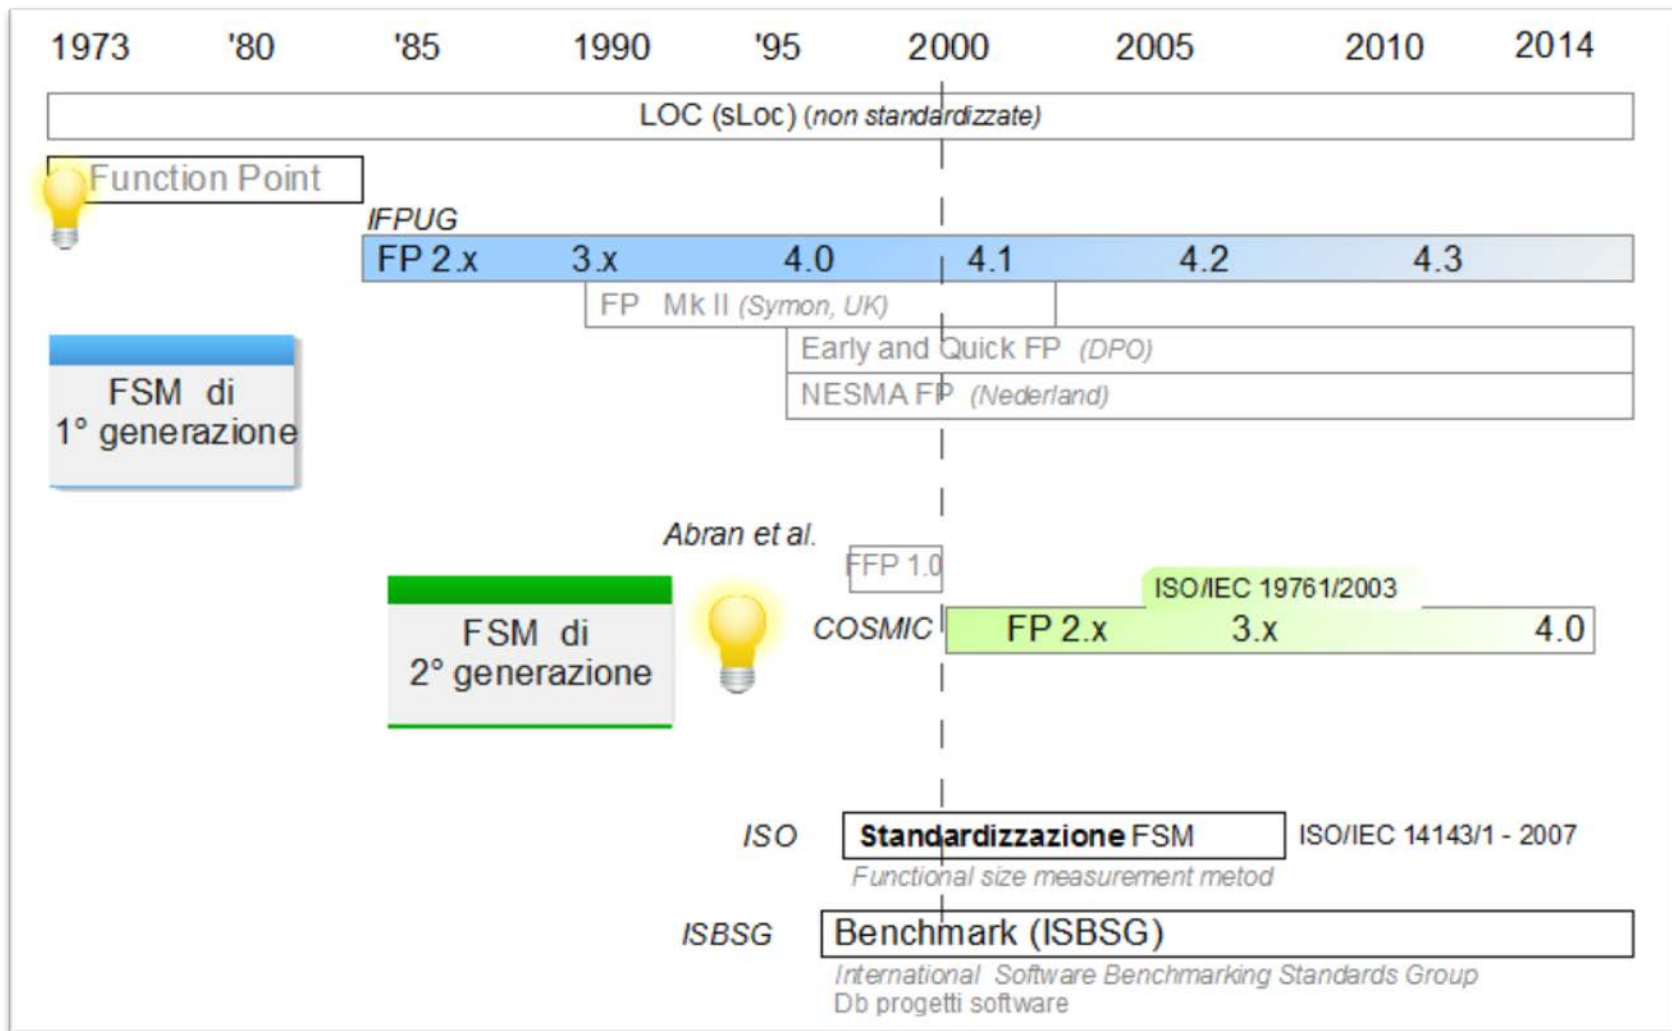 1973 '80 '85 1990 '95 2000 2005 2010 2014
LOC (sLoc) (non standardizzate)
Function Point
IFPUG
FP 2.x 3.x 4.0 4.1 4.2 4.3
FP Mk II (Symon, UK)
Early and Quick FP (DPO)
NESMA FP (Nederland)
FSM di
1° generazione
Abran et al.
FFP 1.0
ISO/IEC 19761/2003
COSMIC FP 2.x 3.x 4.0
FSM di
2° generazione
ISO Standardizzazione FSM ISO/IEC 14143/1 - 2007
Functional size measurement metod
ISBSG Benchmark (ISBSG)
International Software Benchmarking Standards Group
Db progetti software